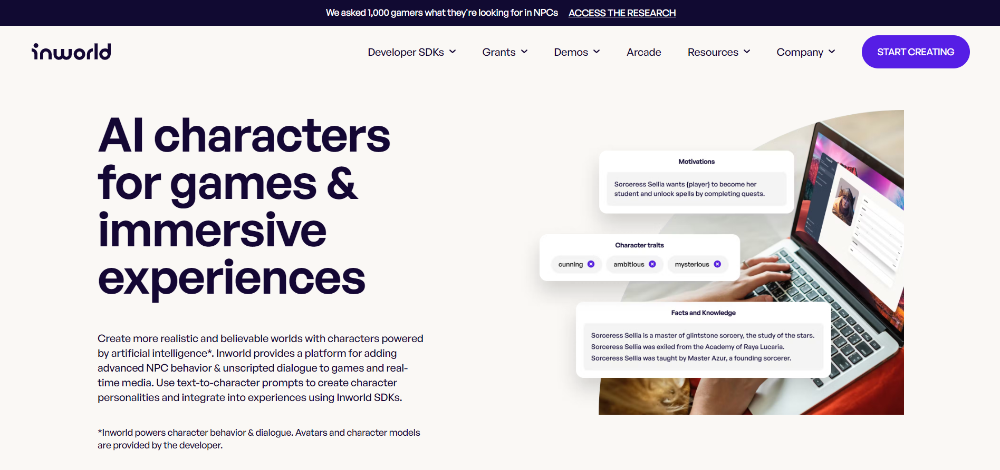 We asked 1,000 gamers what they're looking for in NPCs ACCESS THE RESEARCH
inworld
Developer SDKs Grants Demos Arcade Resources Company START CREATING
AI characters
for games &
immersive
experiences
Create more realistic and believable worlds with characters powered
by artificial intelligence*. Inworld provides a platform for adding
advanced NPC behavior & unscripted dialogue to games and real-
time media. Use text-to-character prompts to create character
personalities and integrate into experiences using Inworld SDKs.
*Inworld powers character behavior & dialogue. Avatars and character models
are provided by the developer.
Motivations
Sorceress Sellia wants {player} to become her
student and unlock spells by completing quests.
Character traits
cunning ambitious mysterious
Facts and Knowledge
Sorceress Sellia is a master of glintstone sorcery, the study of the stars.
Sorceress Sellia was exiled from the Academy of Raya Lucaria.
Sorceress Sellia was taught by Master Azur, a founding sorcerer.
inworld